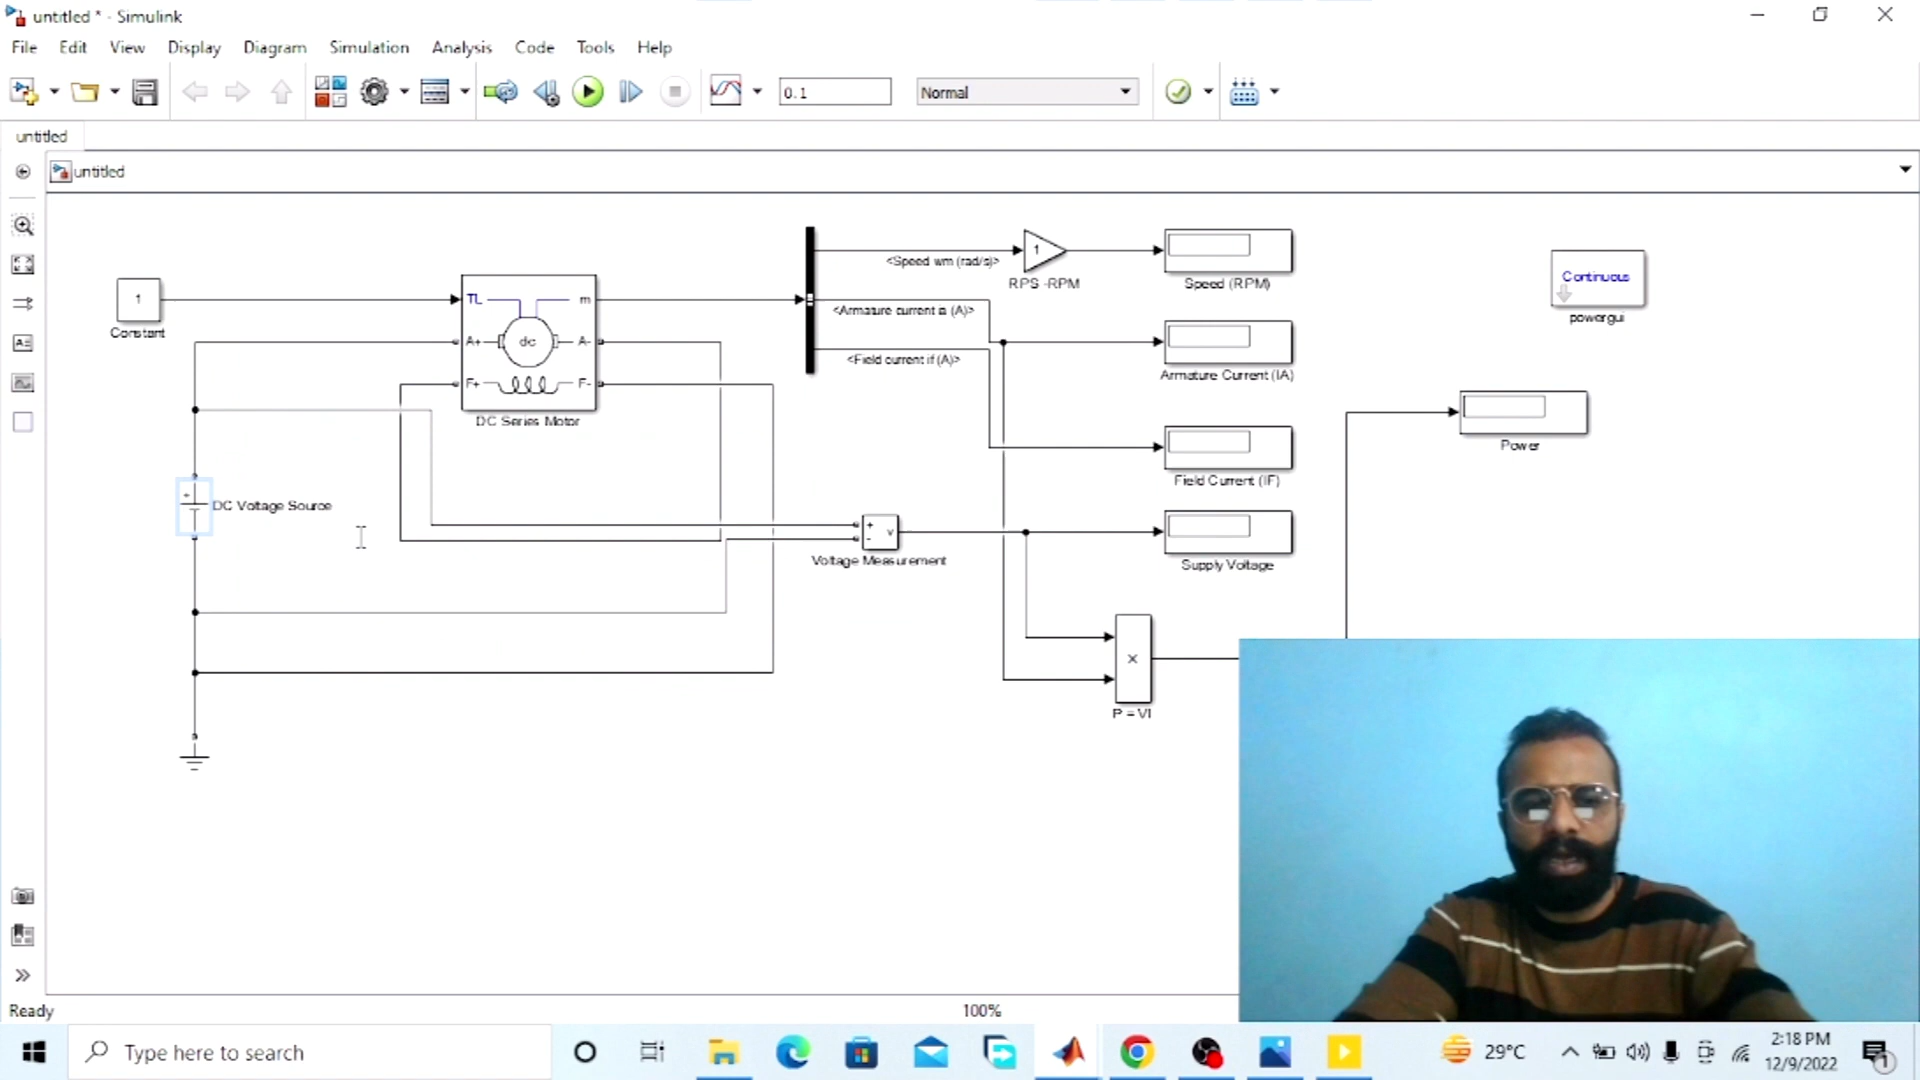 untitled * - Simulink
File Edit View Display Diagram Simulation Analysis Code Tools Help
0.1 Normal
untitled
untitled
1
Constant
TL m
A+ dc A-
F+ F-
DC Series Motor
<Speed wm (rad/s)>
<Armature current ia (A)>
<Field current if (A)>
1
RPS -RPM
Speed (RPM)
Armature Current (IA)
Field Current (IF)
Continuous
powergui
Power
+
DC Voltage Source
+
- v
Voltage Measurement
Supply Voltage
×
P = VI
Ready 100%
Type here to search
29°C
2:18 PM
12/9/2022
1